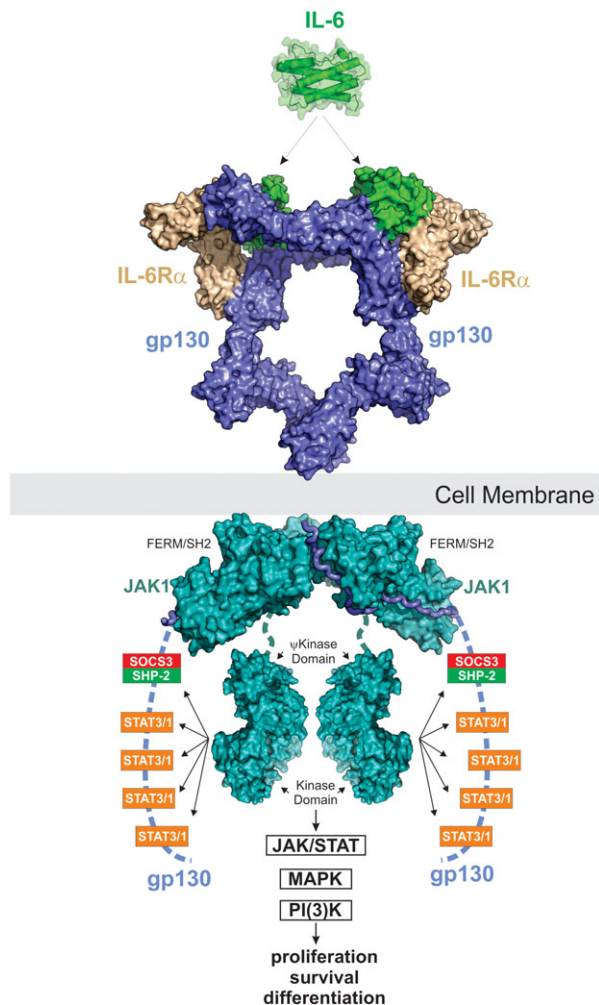 IL-6
IL-6Rα
IL-6Rα
gp130
gp130
Cell Membrane
FERM/SH2
FERM/SH2
JAK1
JAK1
ψKinase
Domain
SOCS3
SHP-2
SOCS3
SHP-2
STAT3/1
STAT3/1
STAT3/1
STAT3/1
STAT3/1
STAT3/1
STAT3/1
STAT3/1
Kinase
Domain
gp130
gp130
JAK/STAT
MAPK
PI(3)K
proliferation
survival
differentiation